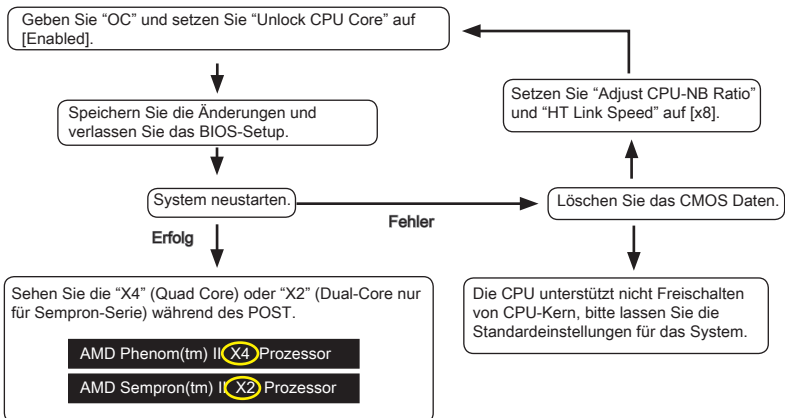 Geben Sie “OC” und setzen Sie “Unlock CPU Core” auf
[Enabled].
Speichern Sie die Änderungen und
verlassen Sie das BIOS-Setup.
System neustarten.
Fehler
Erfolg
Setzen Sie “Adjust CPU-NB Ratio”
und “HT Link Speed” auf [x8].
Löschen Sie das CMOS Daten.
Sehen Sie die “X4” (Quad Core) oder “X2” (Dual-Core nur
für Sempron-Serie) während des POST.
AMD Phenom(tm) II X4 Prozessor
AMD Sempron(tm) II X2 Prozessor
Die CPU unterstützt nicht Freischalten
von CPU-Kern, bitte lassen Sie die
Standardeinstellungen für das System.